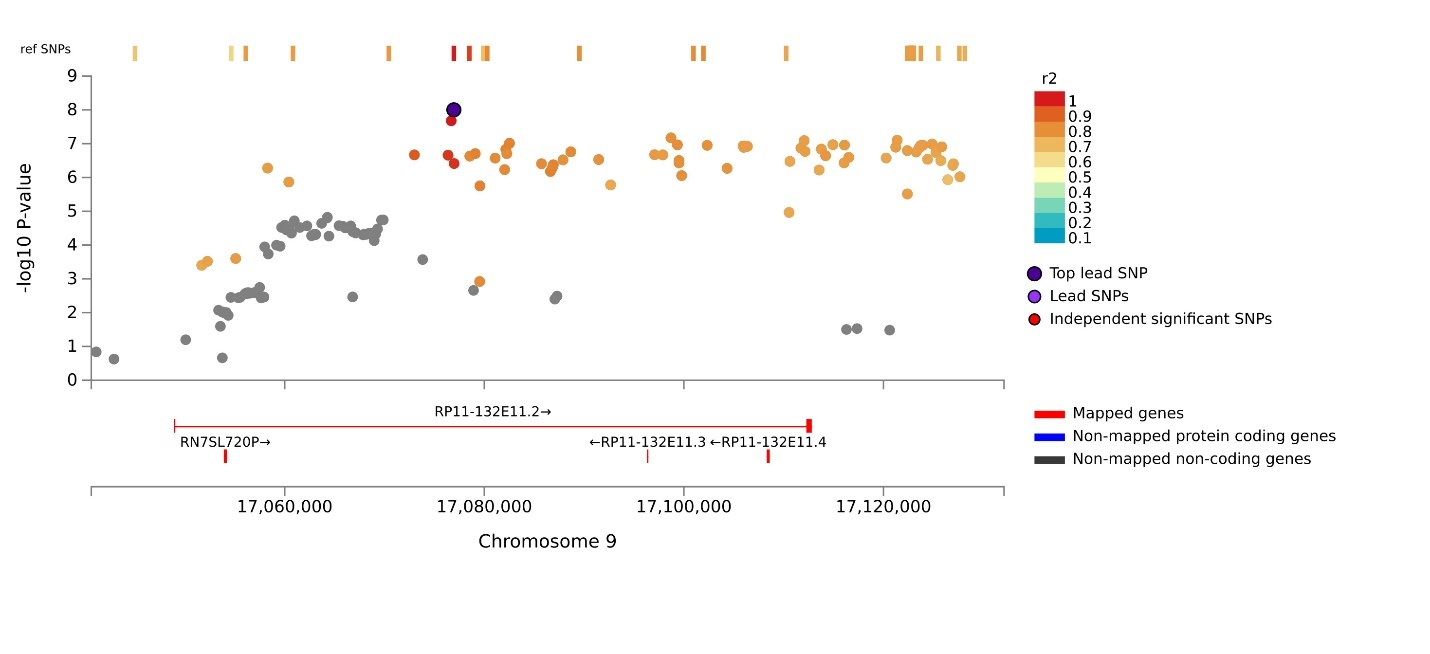 ref SNPs
9
8
7
6
5
4
3
2
1
0
-log10 P-value
r2
1
0.9
0.8
0.7
0.6
0.5
0.4
0.3
0.2
0.1
Top lead SNP
Lead SNPs
Independent significant SNPs
RP11-132E11.2→
RN7SL720P→
←RP11-132E11.3 ←RP11-132E11.4
Mapped genes
Non-mapped protein coding genes
Non-mapped non-coding genes
17,060,000 17,080,000 17,100,000 17,120,000
Chromosome 9